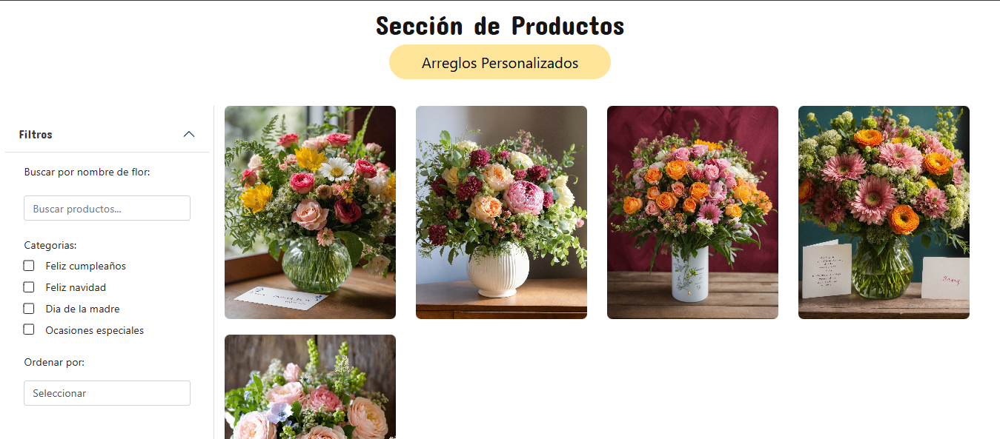 Sección de Productos
Arreglos Personalizados
Filtros
Buscar por nombre de flor:
Buscar productos...
Categorias:
Feliz cumpleaños
Feliz navidad
Dia de la madre
Ocasiones especiales
Ordenar por:
Seleccionar